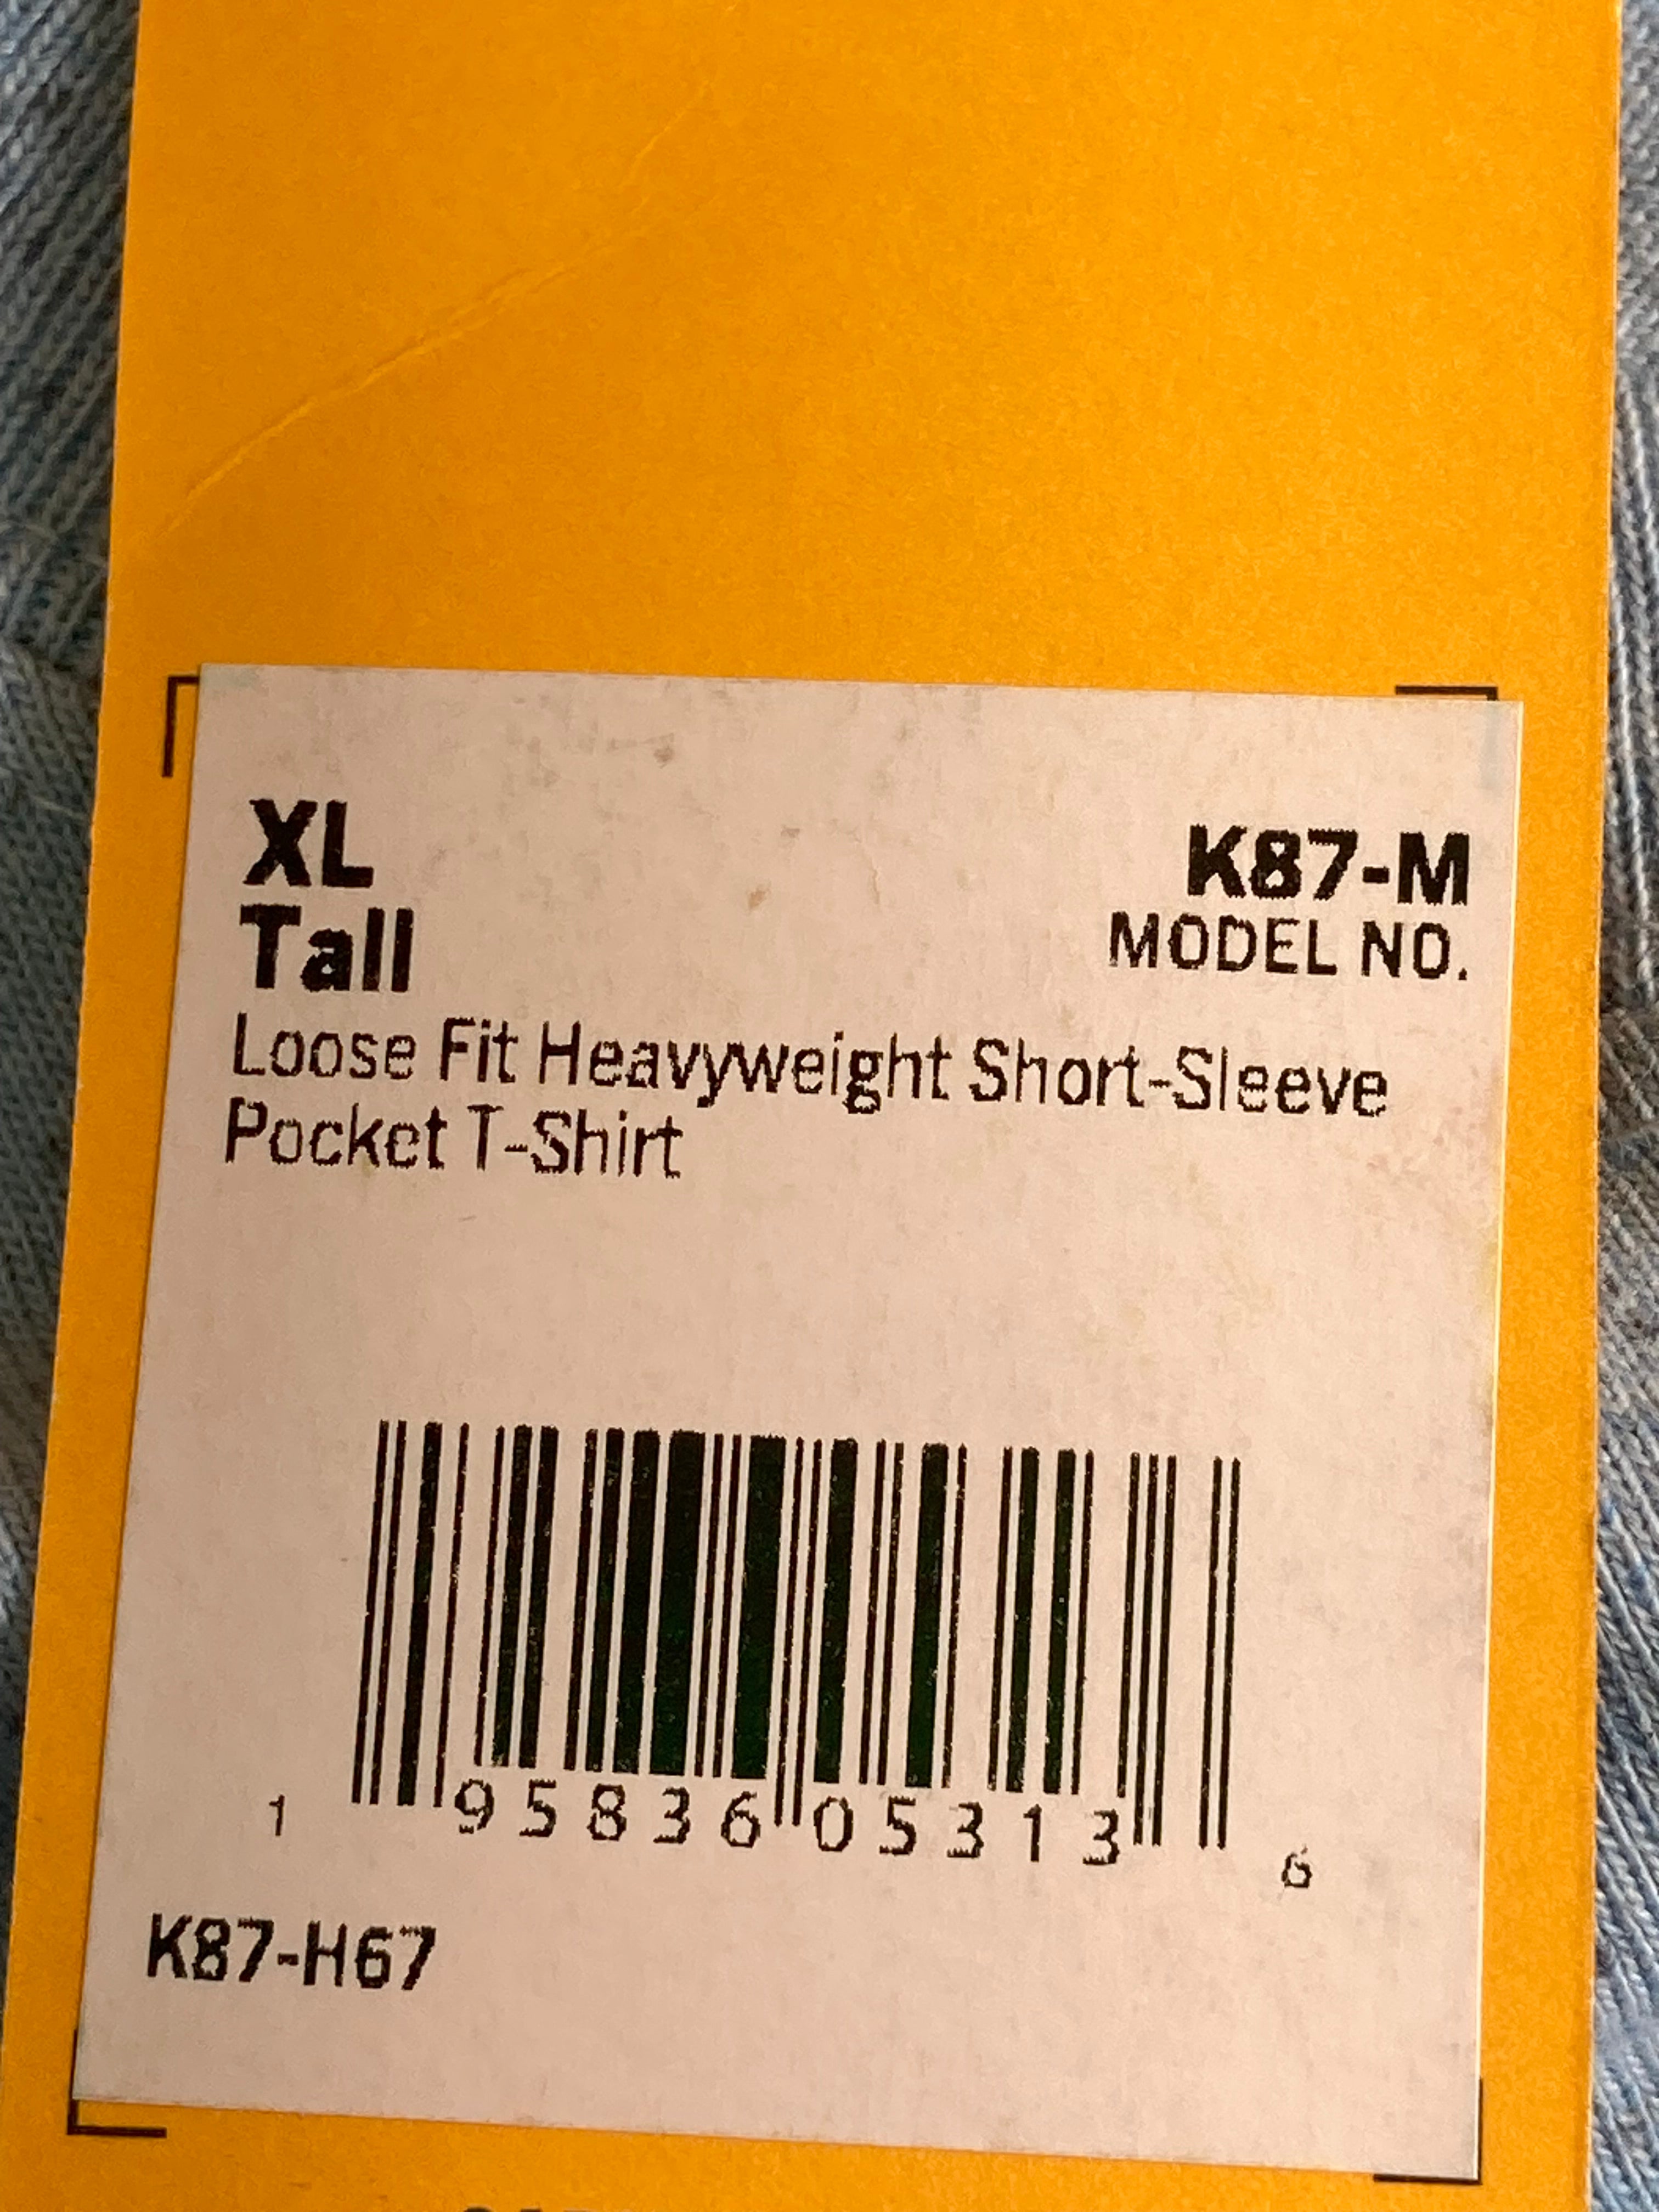 XL
Tall
K87-M
MODEL NO.
Loose Fit Heavyweight Short-Sleeve
Pocket T-Shirt
1 95836 05313 6
K87-H67